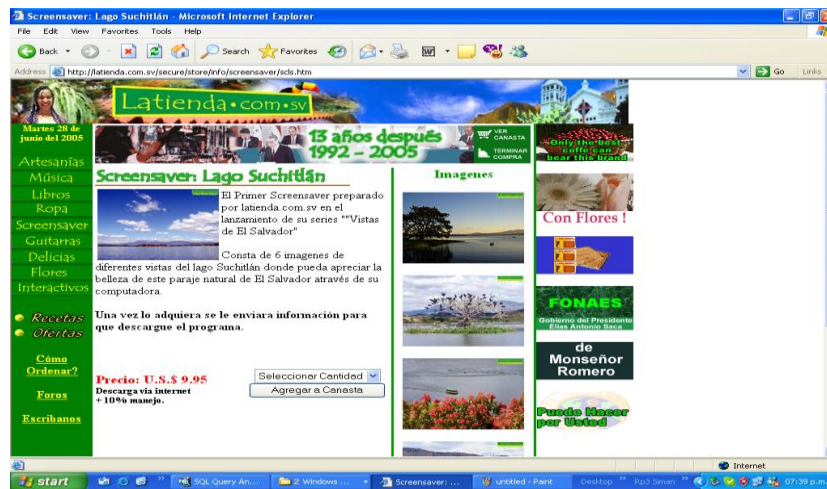 Screensaver: Lago Suchitlán - Microsoft Internet Explorer
File Edit View Favorites Tools Help
Back Search Favorites
Address http://latienda.com.sv/secure/store/info/screensaver/scls.htm Go Links
Latienda•com•sv
Martes 28 de
junio del 2005
Artesanías
Música
Libros
Ropa
Screensaver
Guitarras
Delicias
Flores
Interactivos
Recetas
Ofertas
Cómo
Ordenar?
Foros
Escribanos
13 años después
1992 - 2005
VER
CANASTA
TERMINAR
COMPRA
Screensaver: Lago Suchitlán
El Primer Screensaver preparado
por latienda.com.sv en el
lanzamiento de su series ""Vistas
de El Salvador"
Consta de 6 imagenes de
diferentes vistas del lago Suchitlán donde pueda apreciar la
belleza de este paraje natural de El Salvador através de su
computadora.
Una vez lo adquiera se le enviara información para
que descargue el programa.
Precio: U.S.$ 9.95
Descarga via internet
+ 10% manejo.
Seleccionar Cantidad
Agregar a Canasta
Imagenes
Only the best
coffe can
bear this brand
Con Flores !
FONAES
Gobierno del Presidente
Elias Antonio Saca
de
Monseñor
Romero
Puede Hacer
por Usted
Internet
start
SQL Query An...
2 Windows ...
Screensaver: ...
untitled - Paint
Desktop
Rp3 Siman
07:39 p.m.